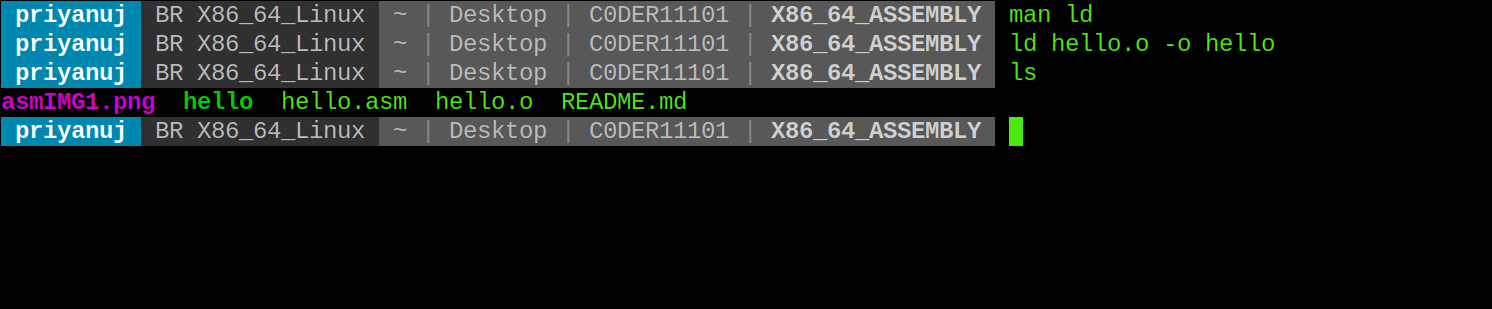 priyanuj BR X86_64_Linux ~ | Desktop | C0DER11101 | X86_64_ASSEMBLY man ld
priyanuj BR X86_64_Linux ~ | Desktop | C0DER11101 | X86_64_ASSEMBLY ld hello.o -o hello
priyanuj BR X86_64_Linux ~ | Desktop | C0DER11101 | X86_64_ASSEMBLY ls
asmIMG1.png hello hello.asm hello.o README.md
priyanuj BR X86_64_Linux ~ | Desktop | C0DER11101 | X86_64_ASSEMBLY